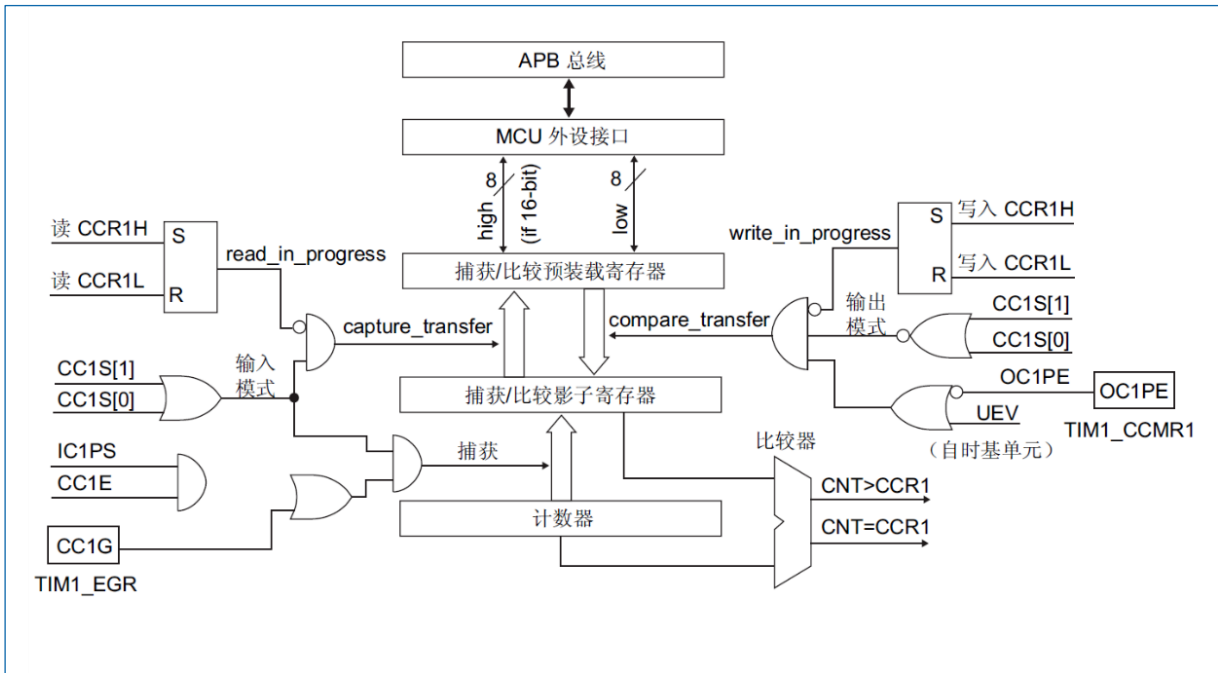 APB 总线
MCU 外设接口
8
high
(if 16-bit)
8
low
读 CCR1H
S
读 CCR1L
R
read_in_progress
写入 CCR1H
S
写入 CCR1L
R
write_in_progress
捕获/比较预装载寄存器
capture_transfer
compare_transfer
输出
模式
CC1S[1]
CC1S[0]
CC1S[1]
CC1S[0]
输入
模式
捕获/比较影子寄存器
OC1PE
OC1PE
UEV
TIM1_CCMR1
（自时基单元）
比较器
IC1PS
CC1E
捕获
CNT>CCR1
CNT=CCR1
计数器
CC1G
TIM1_EGR